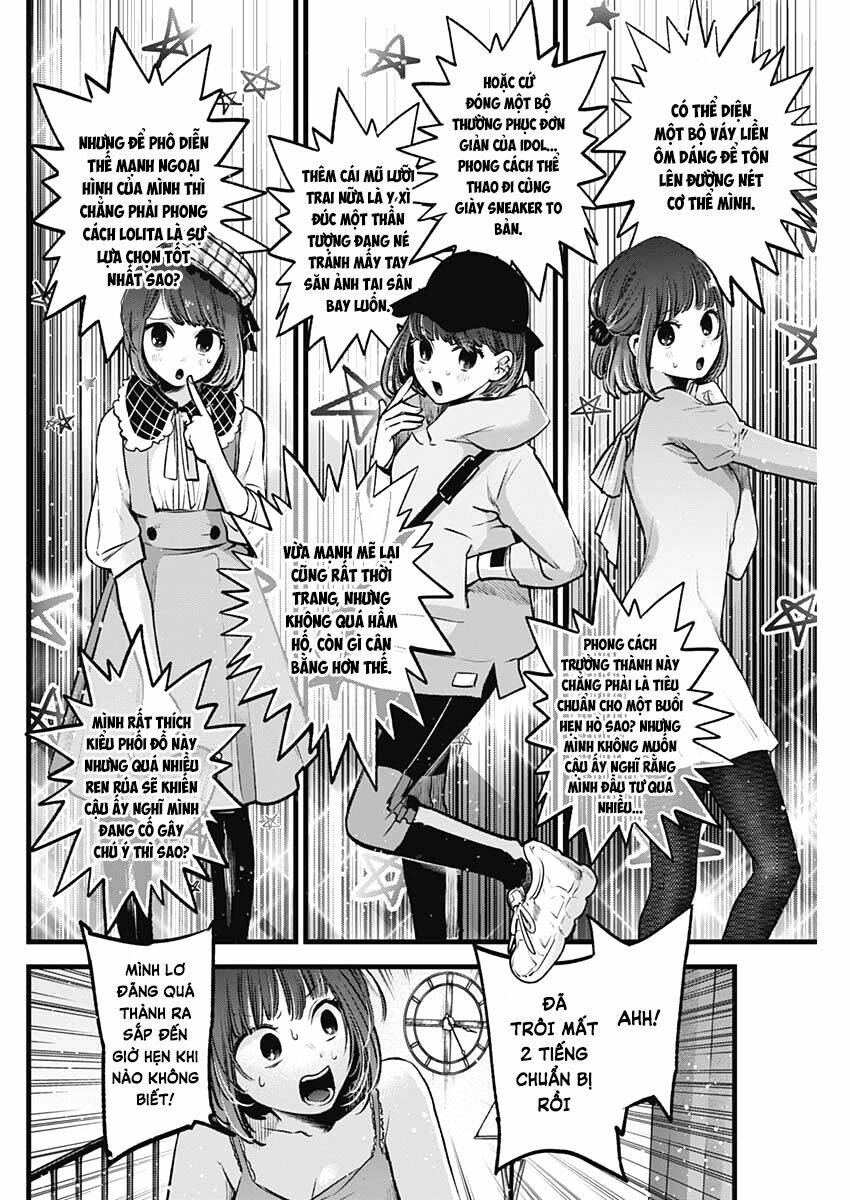 CÓ THỂ DIỆN
MỘT BỘ VÁY LIỀN
ÔM DÁNG ĐỂ TÔN
LÊN ĐƯỜNG NÉT
CƠ THỂ MÌNH.
PHONG CÁCH
TRƯỞNG THÀNH NÀY
CHẲNG PHẢI LÀ TIÊU
CHUẨN CHO MỘT BUỔI
HẸN HÒ SAO? NHƯNG
MÌNH KHÔNG MUỐN
CẬU ẤY NGHĨ RẰNG
MÌNH ĐẦU TƯ QUÁ
NHIỀU...
HOẶC CỨ
ĐÓNG MỘT BỘ
THƯỜNG PHỤC ĐƠN
GIẢN CỦA IDOL...
PHONG CÁCH THỂ
THAO ĐI CÙNG
GIÀY SNEAKER TO
BẢN.
THÊM CÁI MŨ LƯỠI
TRAI NỮA LÀ Y XÌ
ĐÚC MỘT THẦN
TƯỢNG ĐANG NÉ
TRÁNH MẤY TAY
SĂN ẢNH TẠI SÂN
BAY LUÔN.
VỪA MẠNH MẼ LẠI
CŨNG RẤT THỜI
TRANG, NHƯNG
KHÔNG QUÁ HẦM
HỐ, CÒN GÌ CÂN
BẰNG HƠN THẾ.
NHƯNG ĐỂ PHÔ DIỄN
THẾ MẠNH NGOẠI
HÌNH CỦA MÌNH THÌ
CHẲNG PHẢI PHONG
CÁCH LOLITA LÀ SỰ
LỰA CHỌN TỐT
NHẤT SAO?
MÌNH RẤT THÍCH
KIỂU PHỐI ĐỒ NÀY
NHƯNG QUÁ NHIỀU
REN RÚA SẼ KHIẾN
CẬU ẤY NGHĨ MÌNH
ĐANG CỐ GÂY
CHÚ Ý THÌ SAO?
AHH!
ĐÃ
TRÔI MẤT
2 TIẾNG
CHUẨN BỊ
RỒI
MÌNH LƠ
ĐÃNG QUÁ
THÀNH RA
SẮP ĐẾN
GIỜ HẸN KHI
NÀO KHÔNG
BIẾT!